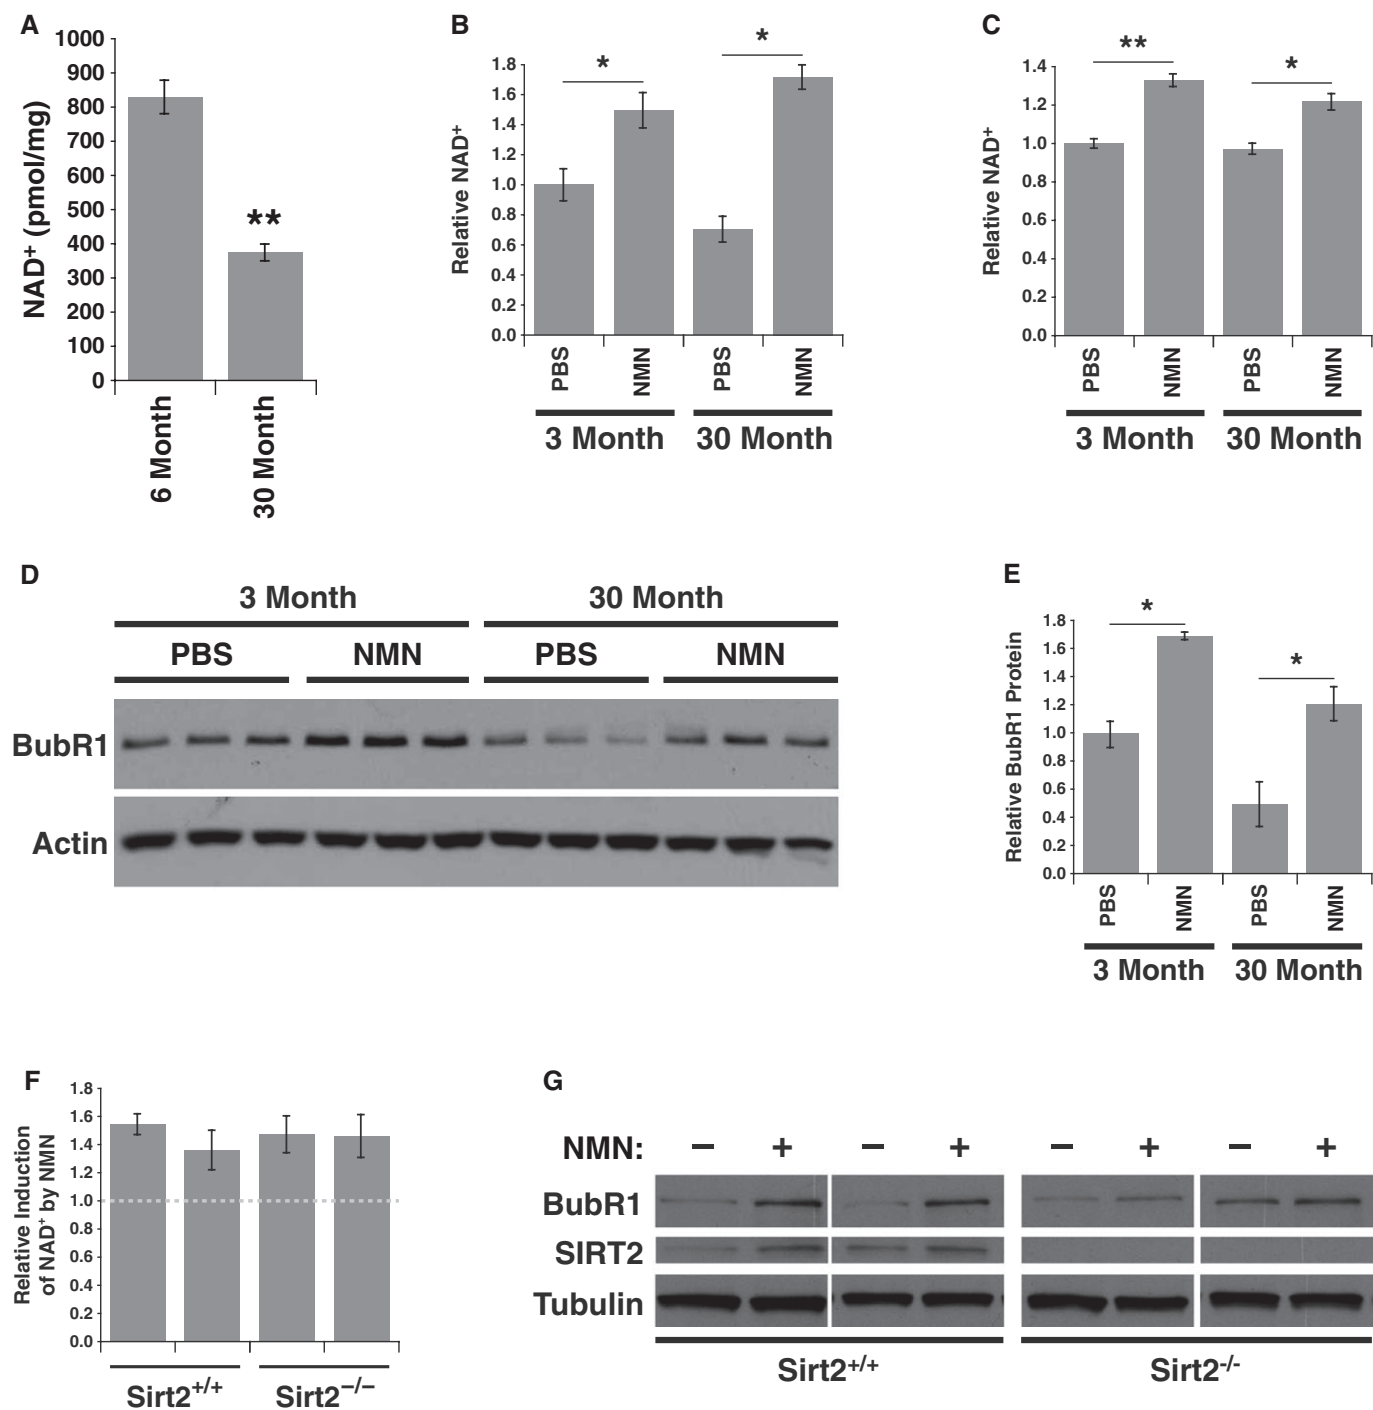 A
1000
900
800
700
600
500
400
300
200
100
0
NAD⁺ (pmol/mg)
**
6 Month
30 Month
B
1.8
1.6
1.4
1.2
1.0
0.8
0.6
0.4
0.2
0.0
Relative NAD⁺
*
*
PBS
NMN
PBS
NMN
3 Month
30 Month
C
1.4
1.2
1.0
0.8
0.6
0.4
0.2
0.0
Relative NAD⁺
**
*
PBS
NMN
PBS
NMN
3 Month
30 Month
D
3 Month
30 Month
PBS
NMN
PBS
NMN
BubR1
Actin
E
1.8
1.6
1.4
1.2
1.0
0.8
0.6
0.4
0.2
0.0
Relative BubR1 Protein
*
*
PBS
NMN
PBS
NMN
3 Month
30 Month
F
1.8
1.6
1.4
1.2
1.0
0.8
0.6
0.4
0.2
0.0
Relative Induction
of NAD⁺ by NMN
Sirt2⁺/⁺
Sirt2⁻/⁻
G
NMN: − + − + − + − +
BubR1
SIRT2
Tubulin
Sirt2⁺/⁺
Sirt2⁻/⁻